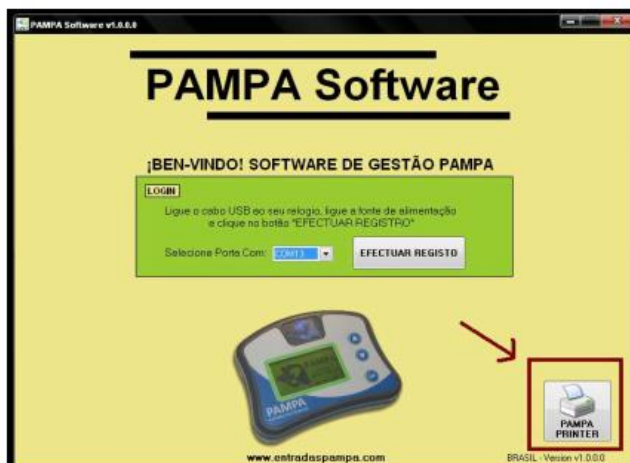 PAMPA Software v1.0.0.0
PAMPA Software
¡BEN-VINDO! SOFTWARE DE GESTÃO PAMPA
LOGIN
Ligue o cabo USB ao seu relogio, ligue a fonte de alimentação
e clique no botão "EFECTUAR REGISTRO"
Selecione Porta Com: COM13 EFECTUAR REGISTO
PAMPA
PAMPA
PRINTER
www.entradaspampa.com
BRASIL - Version v1.0.0.0